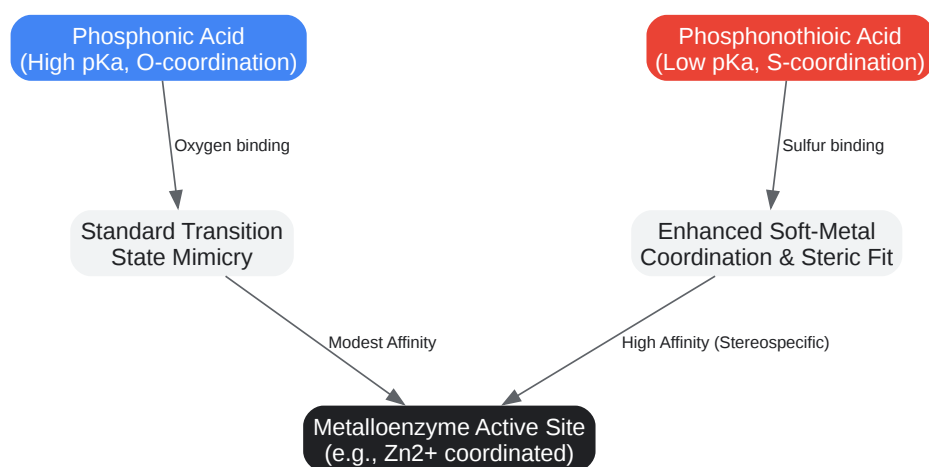 Phosphonic Acid
(High pKa, O-coordination)
Phosphonothioic Acid
(Low pKa, S-coordination)
Oxygen binding
Sulfur binding
Standard Transition
State Mimicry
Enhanced Soft-Metal
Coordination & Steric Fit
Modest Affinity
High Affinity (Stereospecific)
Metalloenzyme Active Site
(e.g., Zn2+ coordinated)